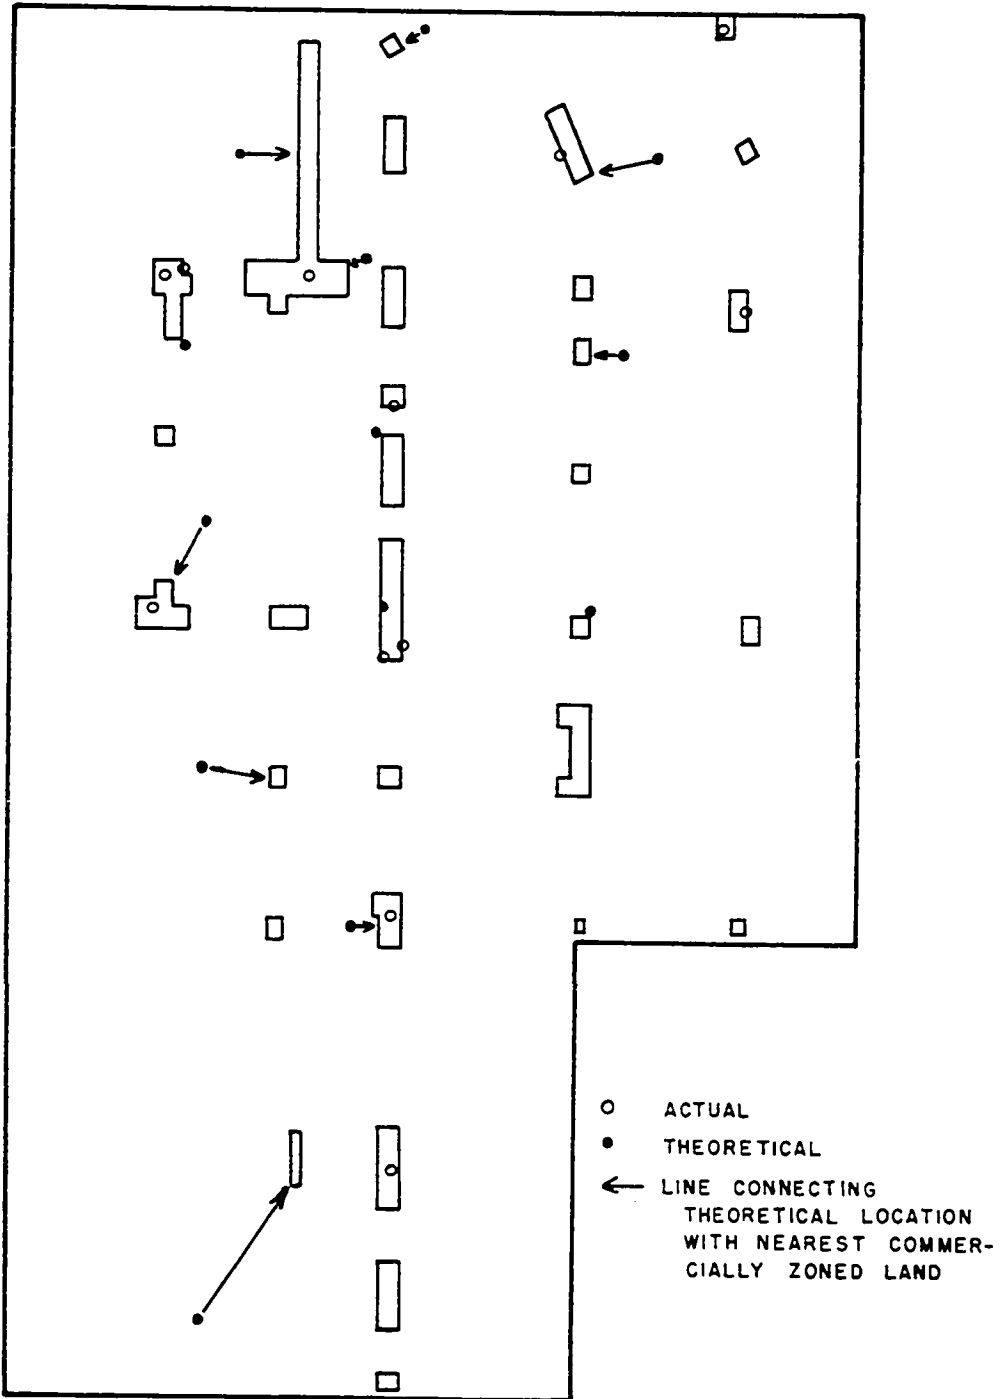 ACTUAL
THEORETICAL
LINE CONNECTING
THEORETICAL LOCATION
WITH NEAREST COMMER-
CIALLY ZONED LAND